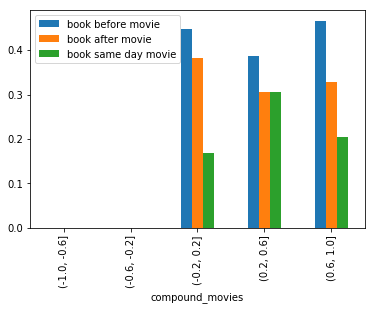 book before movie
book after movie
book same day movie
0.4
0.3
0.2
0.1
0.0
(-1.0, -0.6]
(-0.6, -0.2]
(-0.2, 0.2]
(0.2, 0.6]
(0.6, 1.0]
compound_movies